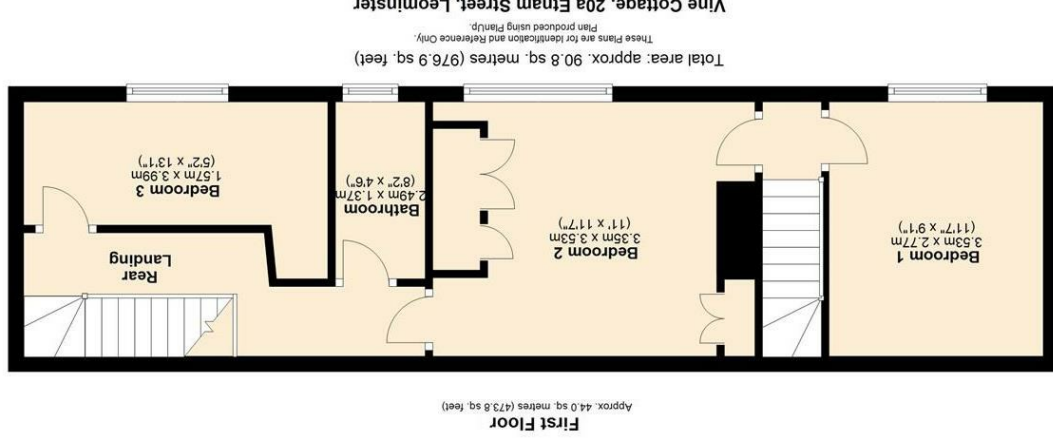 First Floor
Approx. 44.0 sq. metres (473.8 sq. feet)
Bedroom 1
3.53m x 2.77m
(11'7" x 9'1")
Bedroom 2
3.35m x 3.53m
(11' x 11'7")
Rear
Landing
Bathroom
2.49m x 1.37m
(8'2" x 4'6")
Bedroom 3
1.57m x 3.99m
(5'2" x 13'1")
Total area: approx. 90.8 sq. metres (976.9 sq. feet)
These Plans are for Identification and Reference Only.
Plan produced using PlanUp.
Vine Cottage, 20a Etnam Street, Leominster